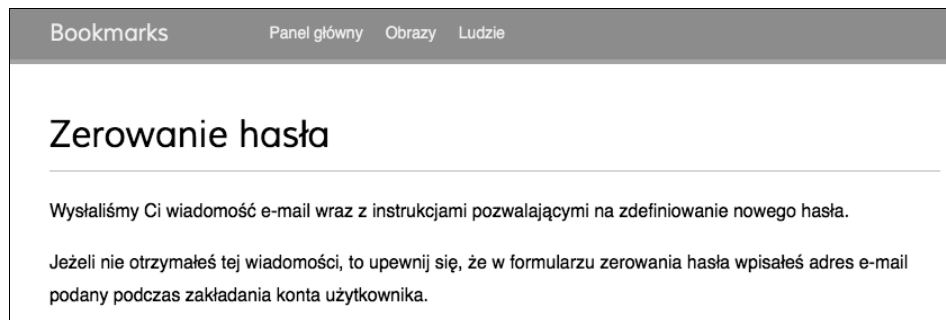 Bookmarks Panel główny Obrazy Ludzie
Zerowanie hasła
Wysłaliśmy Ci wiadomość e-mail wraz z instrukcjami pozwalającymi na zdefiniowanie nowego hasła.
Jeżeli nie otrzymałeś tej wiadomości, to upewnij się, że w formularzu zerowania hasła wpisałeś adres e-mail
podany podczas zakładania konta użytkownika.